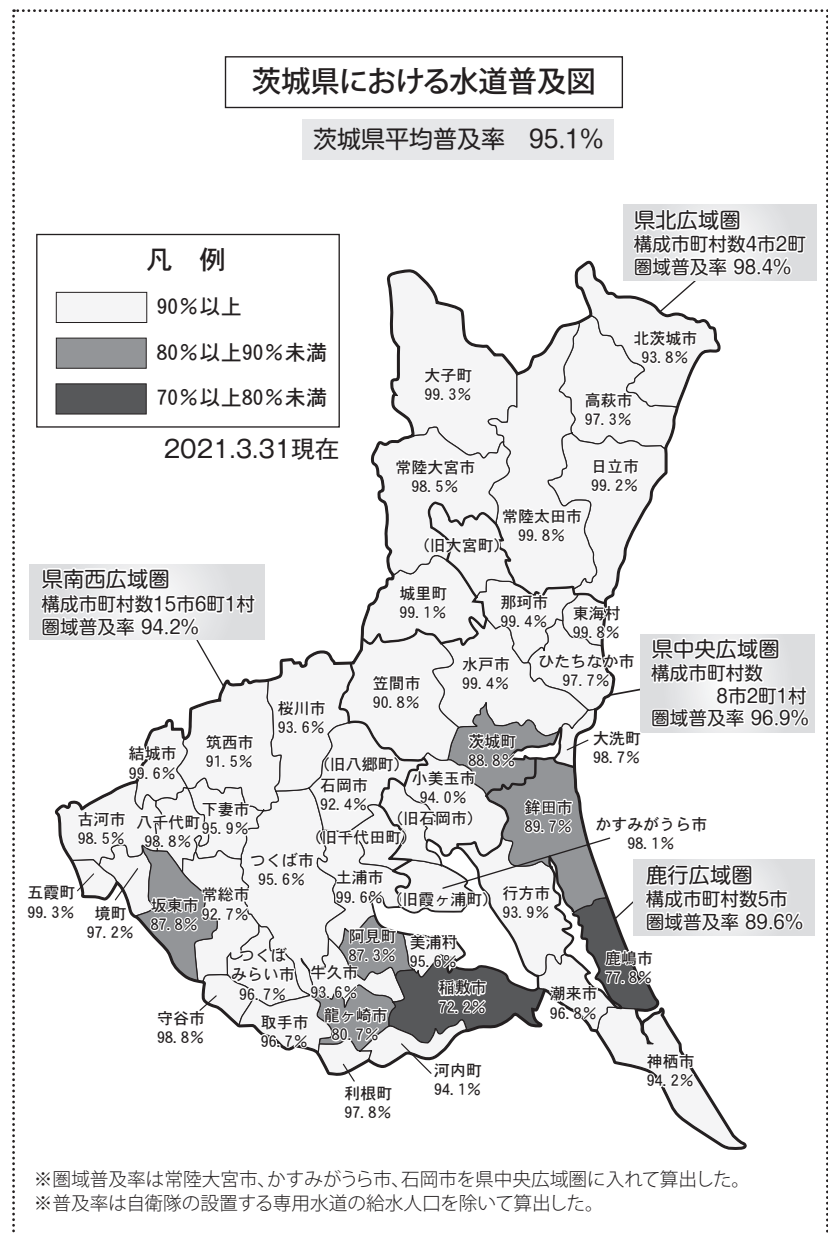 茨城県における水道普及図
茨城県平均普及率　95.1%
凡　例
90%以上
80%以上90%未満
70%以上80%未満
2021.3.31現在
県北広域圏
構成市町村数4市2町
圏域普及率 98.4%
北茨城市
93.8%
大子町
99.3%
高萩市
97.3%
常陸大宮市
98.5%
日立市
99.2%
常陸太田市
99.8%
(旧大宮町)
県南西広域圏
構成市町村数15市6町1村
圏域普及率 94.2%
城里町
99.1%
那珂市
99.4%
東海村
99.8%
県中央広域圏
構成市町村数
8市2町1村
圏域普及率 96.9%
水戸市
99.4%
ひたちなか市
97.7%
笠間市
90.8%
桜川市
93.6%
茨城町
88.8%
大洗町
98.7%
筑西市
91.5%
結城市
99.6%
(旧八郷町)
石岡市
92.4%
小美玉市
94.0%
(旧石岡市)
鉾田市
89.7%
かすみがうら市
98.1%
古河市
98.5%
八千代町
98.8%
下妻市
95.9%
(旧千代田町)
つくば市
95.6%
土浦市
99.6%
(旧霞ヶ浦町)
行方市
93.9%
鹿行広域圏
構成市町村数5市
圏域普及率 89.6%
五霞町
99.3%
境町
97.2%
坂東市
87.8%
常総市
92.7%
阿見町
87.3%
美浦村
95.6%
鹿嶋市
77.8%
つくば
みらい市
96.7%
牛久市
93.6%
稲敷市
72.2%
潮来市
96.8%
守谷市
98.8%
取手市
96.7%
龍ヶ崎市
80.7%
神栖市
94.2%
河内町
94.1%
利根町
97.8%
※圏域普及率は常陸大宮市、かすみがうら市、石岡市を県中央広域圏に入れて算出した。
※普及率は自衛隊の設置する専用水道の給水人口を除いて算出した。